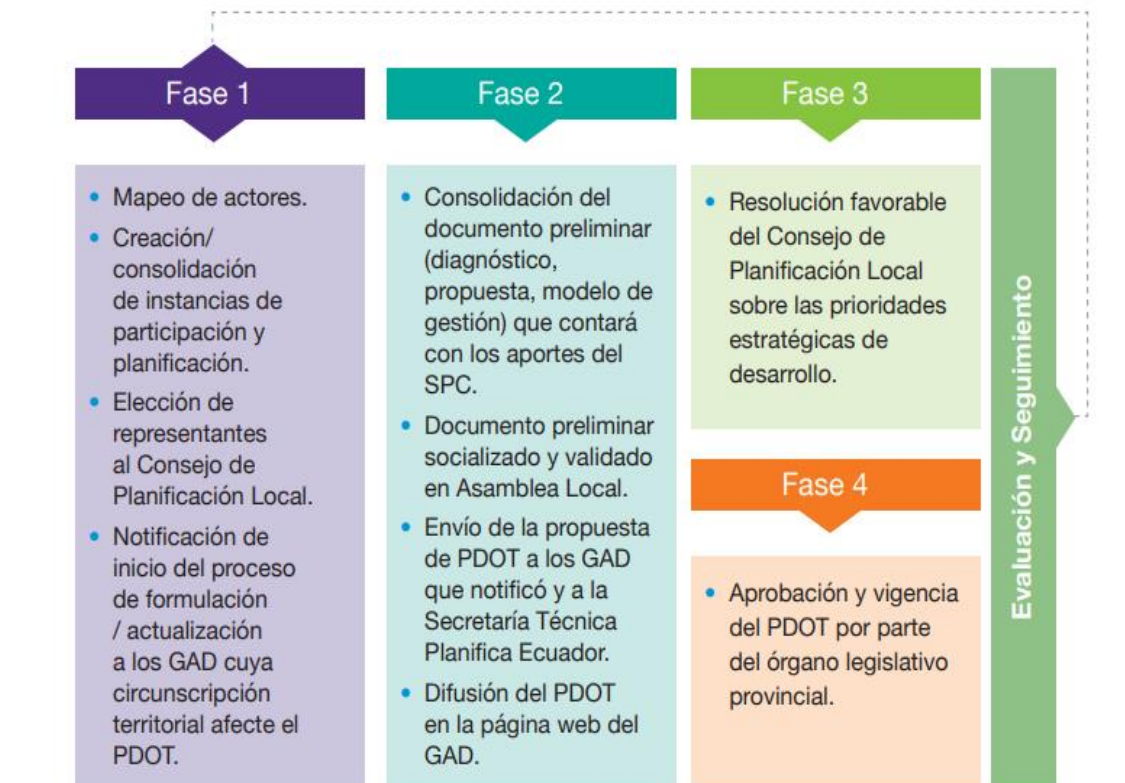 Fase 1
• Mapeo de actores.
• Creación/
consolidación
de instancias de
participación y
planificación.
• Elección de
representantes
al Consejo de
Planificación Local.
• Notificación de
inicio del proceso
de formulación
/ actualización
a los GAD cuya
circunscripción
territorial afecte el
PDOT.
Fase 2
• Consolidación del
documento preliminar
(diagnóstico,
propuesta, modelo de
gestión) que contará
con los aportes del
SPC.
• Documento preliminar
socializado y validado
en Asamblea Local.
• Envío de la propuesta
de PDOT a los GAD
que notificó y a la
Secretaría Técnica
Planifica Ecuador.
• Difusión del PDOT
en la página web del
GAD.
Fase 3
• Resolución favorable
del Consejo de
Planificación Local
sobre las prioridades
estratégicas de
desarrollo.
Fase 4
• Aprobación y vigencia
del PDOT por parte
del órgano legislativo
provincial.
Evaluación y Seguimiento